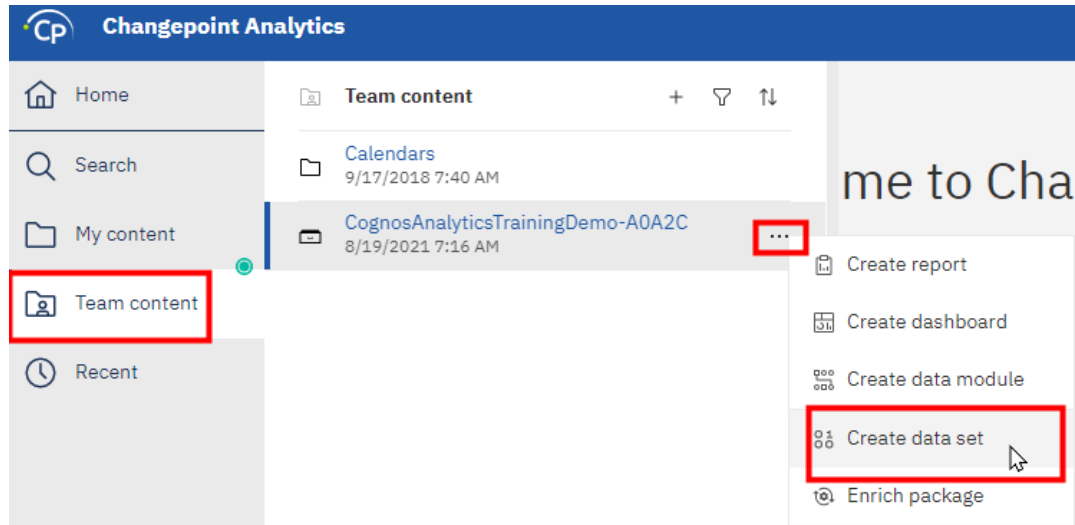 Cp Changepoint Analytics
Home
Search
My content
Team content
Recent
Team content
Calendars
9/17/2018 7:40 AM
CognosAnalyticsTrainingDemo-A0A2C
8/19/2021 7:16 AM
me to Cha
Create report
Create dashboard
Create data module
Create data set
Enrich package